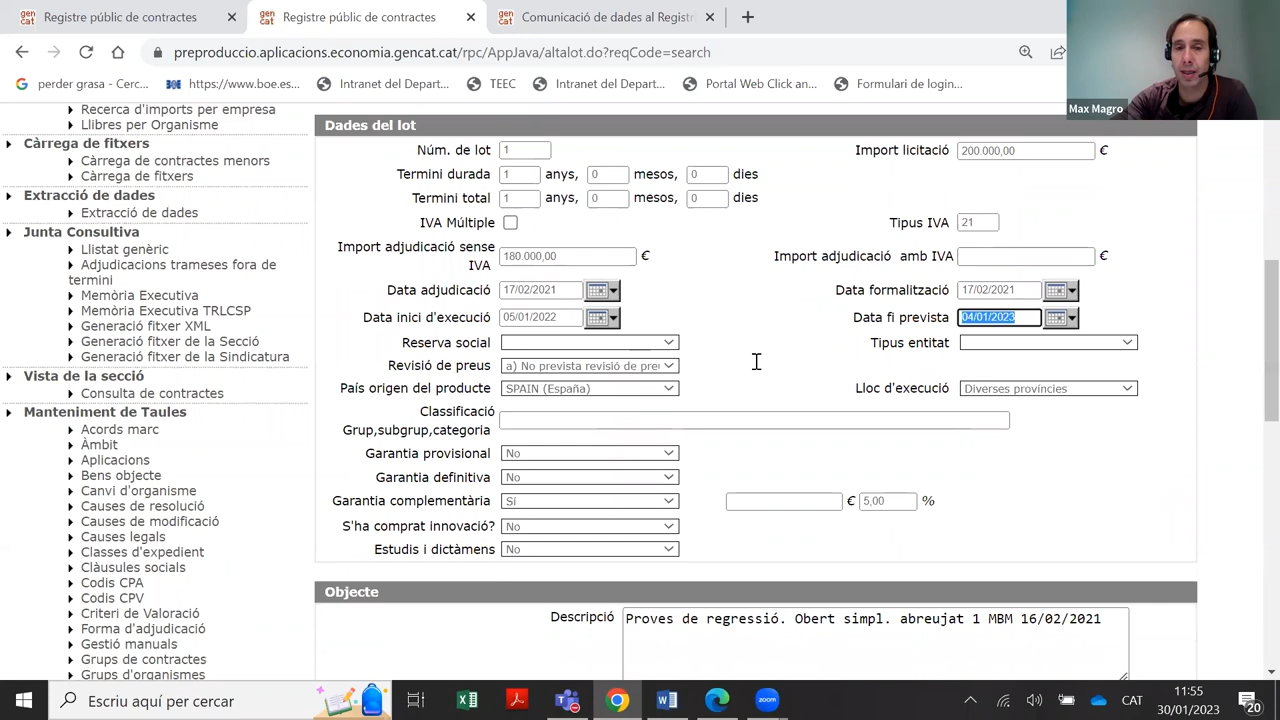 gen cat Registre públic de contractes
gen cat Registre públic de contractes
gen cat Comunicació de dades al Registr
preproduccio.aplicacions.economia.gencat.cat/rpc/AppJava/altalot.do?reqCode=search
perder grasa - Cerc...
https://www.boe.es...
Intranet del Depart...
TEEC
Intranet del Depart...
Portal Web Click an...
Formulari de login...
Max Magro
Recerca d'imports per empresa
Llibres per Organisme
Càrrega de fitxers
Càrrega de contractes menors
Càrrega de fitxers
Extracció de dades
Extracció de dades
Junta Consultiva
Llistat genèric
Adjudicacions trameses fora de
termini
Memòria Executiva
Memòria Executiva TRLCSP
Generació fitxer XML
Generació fitxer de la Secció
Generació fitxer de la Sindicatura
Vista de la secció
Consulta de contractes
Manteniment de Taules
Acords marc
Àmbit
Aplicacions
Bens objecte
Canvi d'organisme
Causes de resolució
Causes de modificació
Causes legals
Classes d'expedient
Clàusules socials
Codis CPA
Codis CPV
Criteri de Valoració
Forma d'adjudicació
Gestió manuals
Grups de contractes
Grups d'organismes
Dades del lot
Núm. de lot 1 Import licitació 200.000,00 €
Termini durada 1 anys, 0 mesos, 0 dies
Termini total 1 anys, 0 mesos, 0 dies
IVA Múltiple Tipus IVA 21
Import adjudicació sense
IVA 180.000,00 € Import adjudicació amb IVA €
Data adjudicació 17/02/2021 Data formalització 17/02/2021
Data inici d'execució 05/01/2022 Data fi prevista 04/01/2023
Reserva social Tipus entitat
Revisió de preus a) No prevista revisió de preu
País origen del producte SPAIN (España) Lloc d'execució Diverses províncies
Classificació
Grup,subgrup,categoria
Garantia provisional No
Garantia definitiva No
Garantia complementària Sí € 5,00 %
S'ha comprat innovació? No
Estudis i dictàmens No
Objecte
Descripció Proves de regressió. Obert simpl. abreujat 1 MBM 16/02/2021
Escriu aquí per cercar
zoom
CAT
11:55
30/01/2023
20